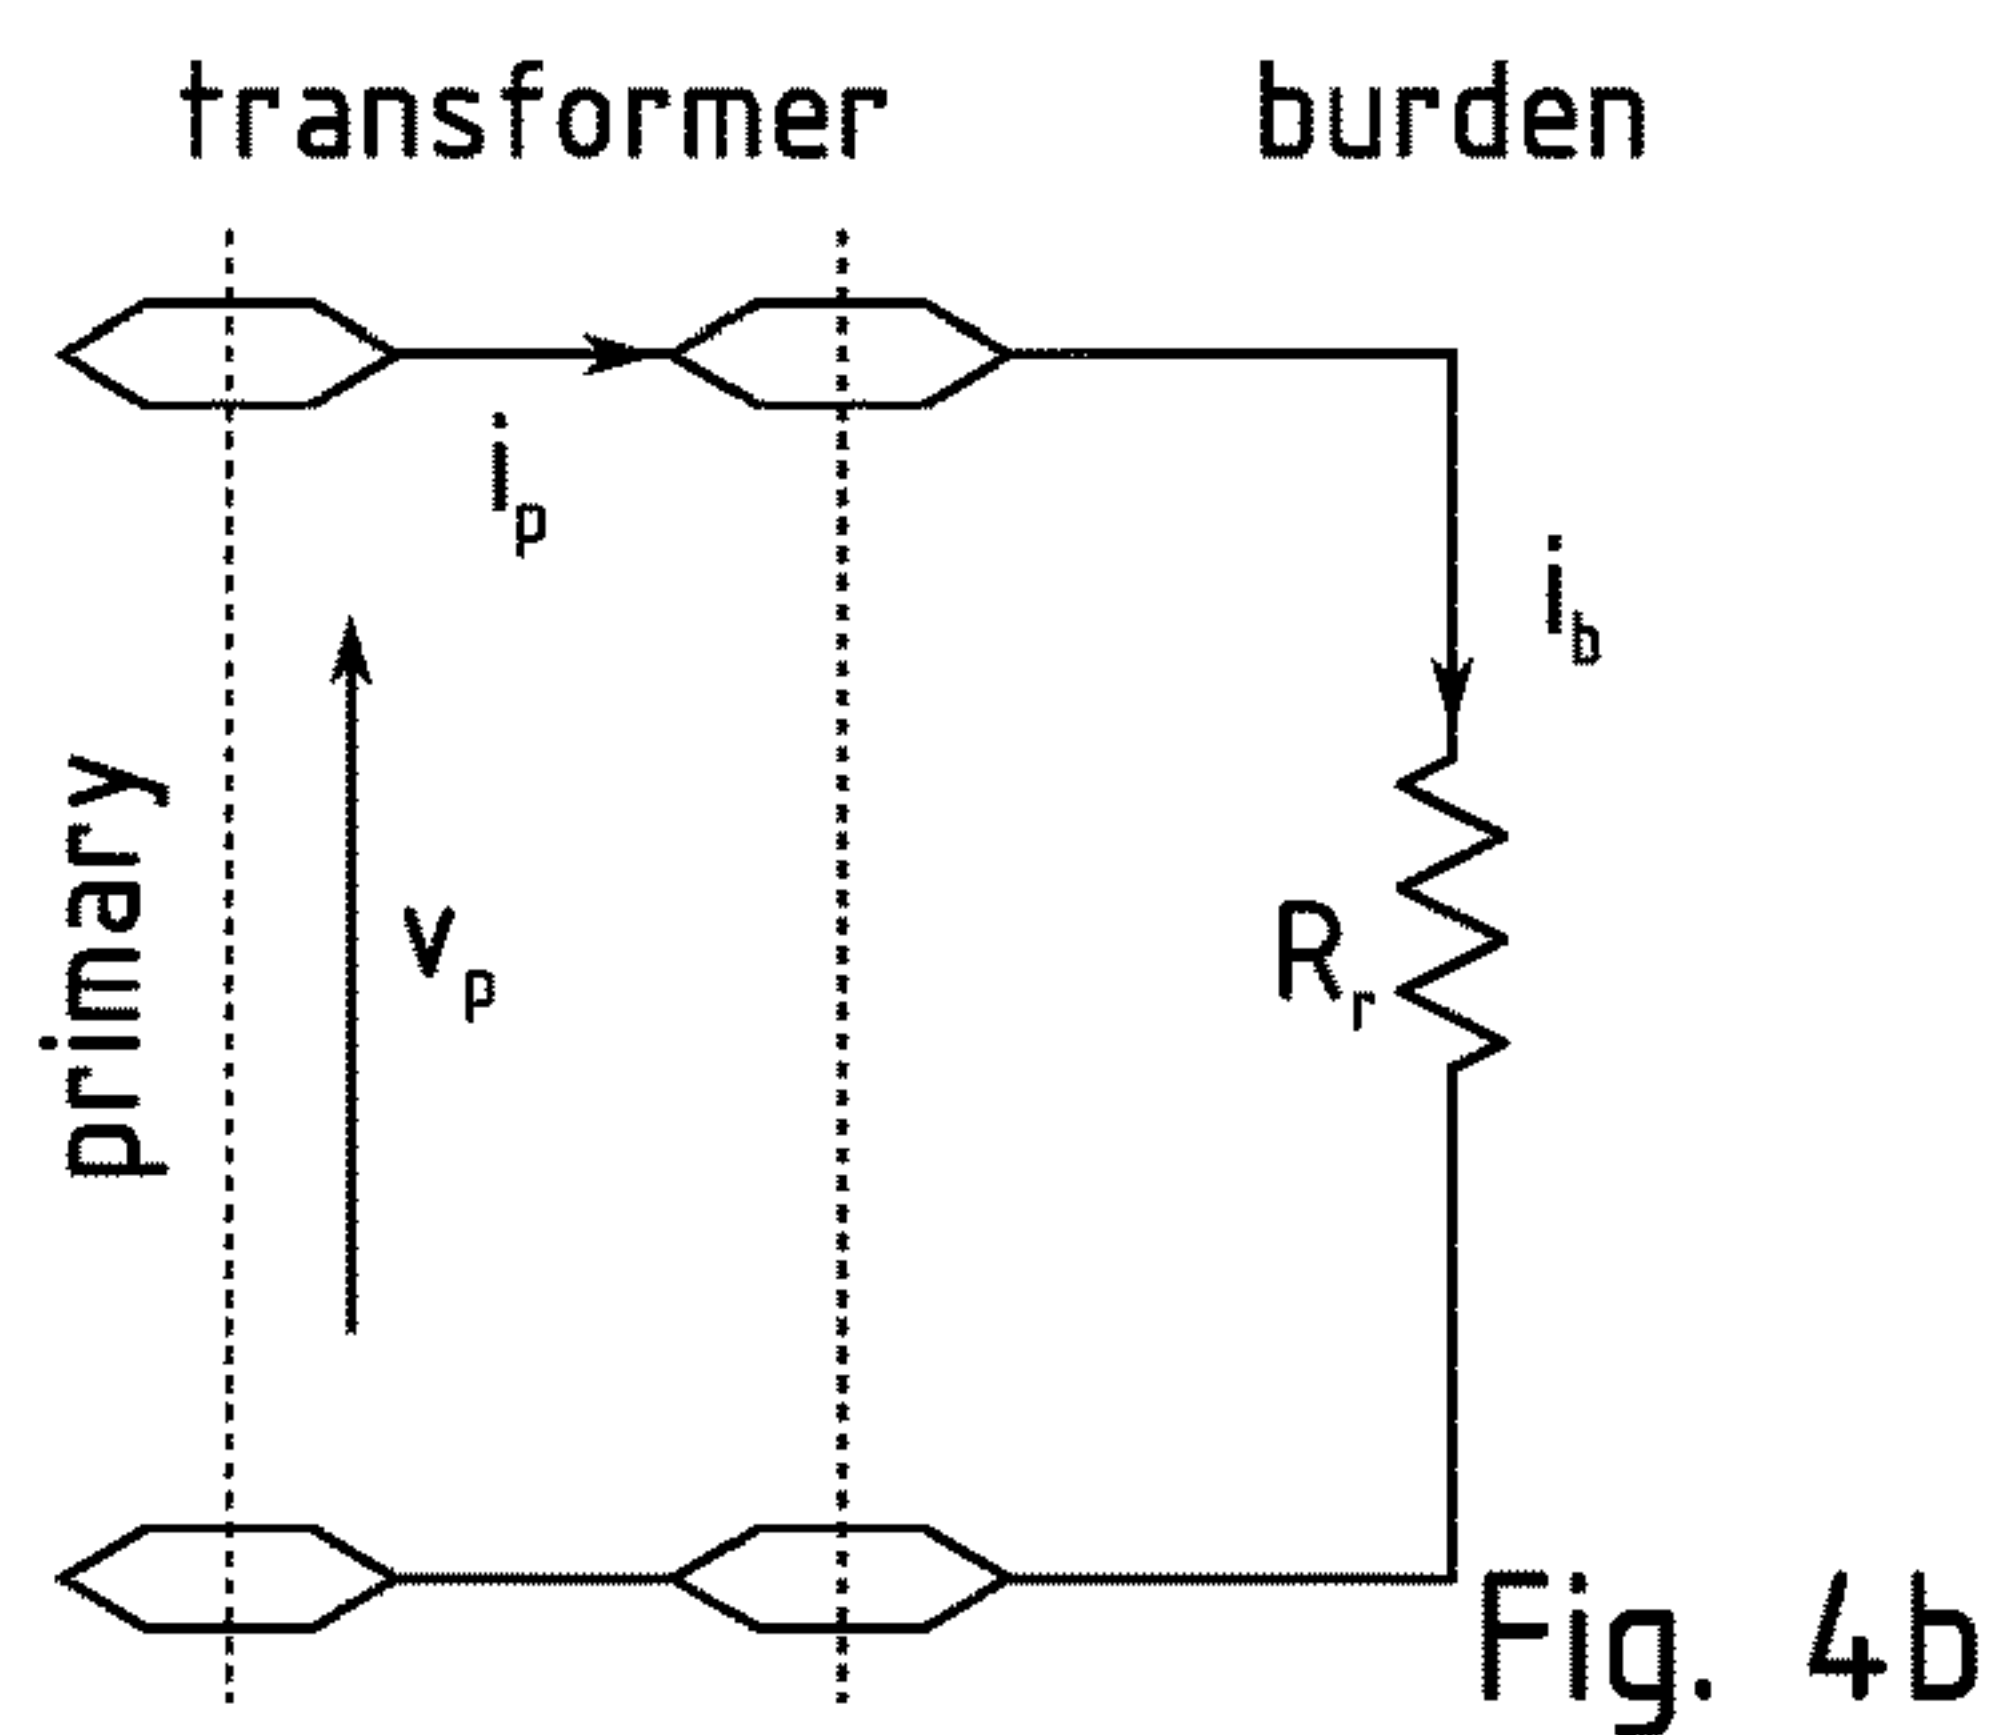 transformer burden
i_p
i_b
primary
v_p
R_r
Fig. 4b